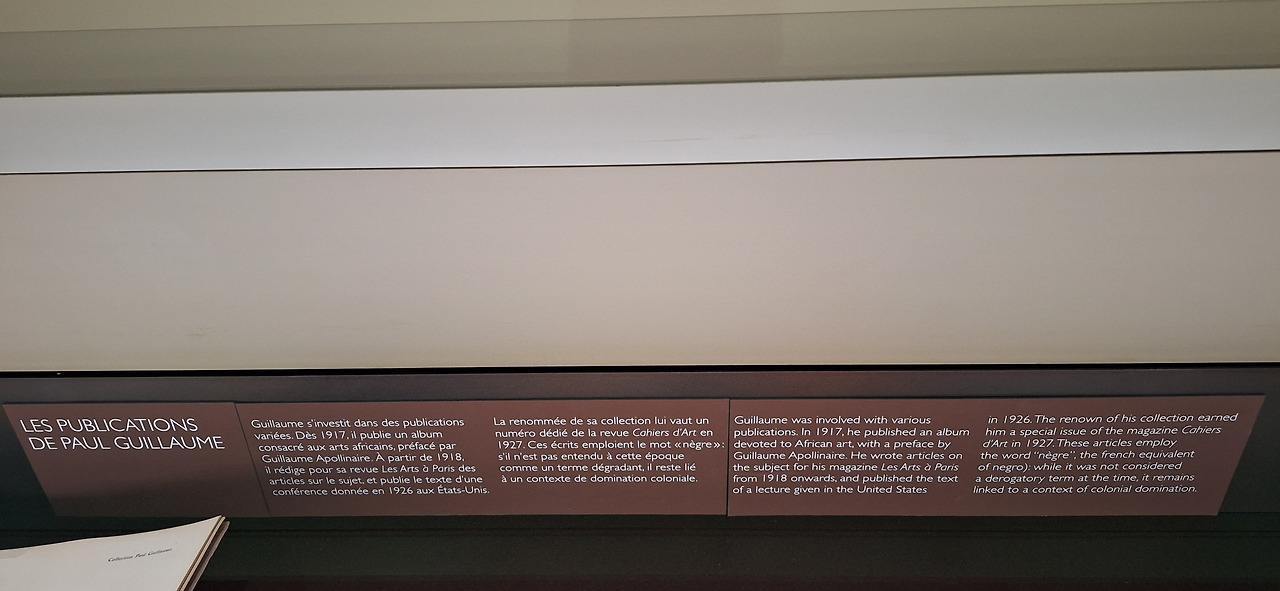 LES PUBLICATIONS
DE PAUL GUILLAUME
Guillaume s'investit dans des publications
variées. Dès 1917, il publie un album
consacré aux arts africains, préfacé par
Guillaume Apollinaire. À partir de 1918,
il rédige pour sa revue Les Arts à Paris des
articles sur le sujet, et publie le texte d'une
conférence donnée en 1926 aux États-Unis.
La renommée de sa collection lui vaut un
numéro dédié de la revue Cahiers d'Art en
1927. Ces écrits emploient le mot «nègre»:
s'il n'est pas entendu à cette époque
comme un terme dégradant, il reste lié
à un contexte de domination coloniale.
Guillaume was involved with various
publications. In 1917, he published an album
devoted to African art, with a preface by
Guillaume Apollinaire. He wrote articles on
the subject for his magazine Les Arts à Paris
from 1918 onwards, and published the text
of a lecture given in the United States
in 1926. The renown of his collection earned
him a special issue of the magazine Cahiers
d'Art in 1927. These articles employ
the word "nègre", the french equivalent
of negro): while it was not considered
a derogatory term at the time, it remains
linked to a context of colonial domination.
Collection Paul Guillaume